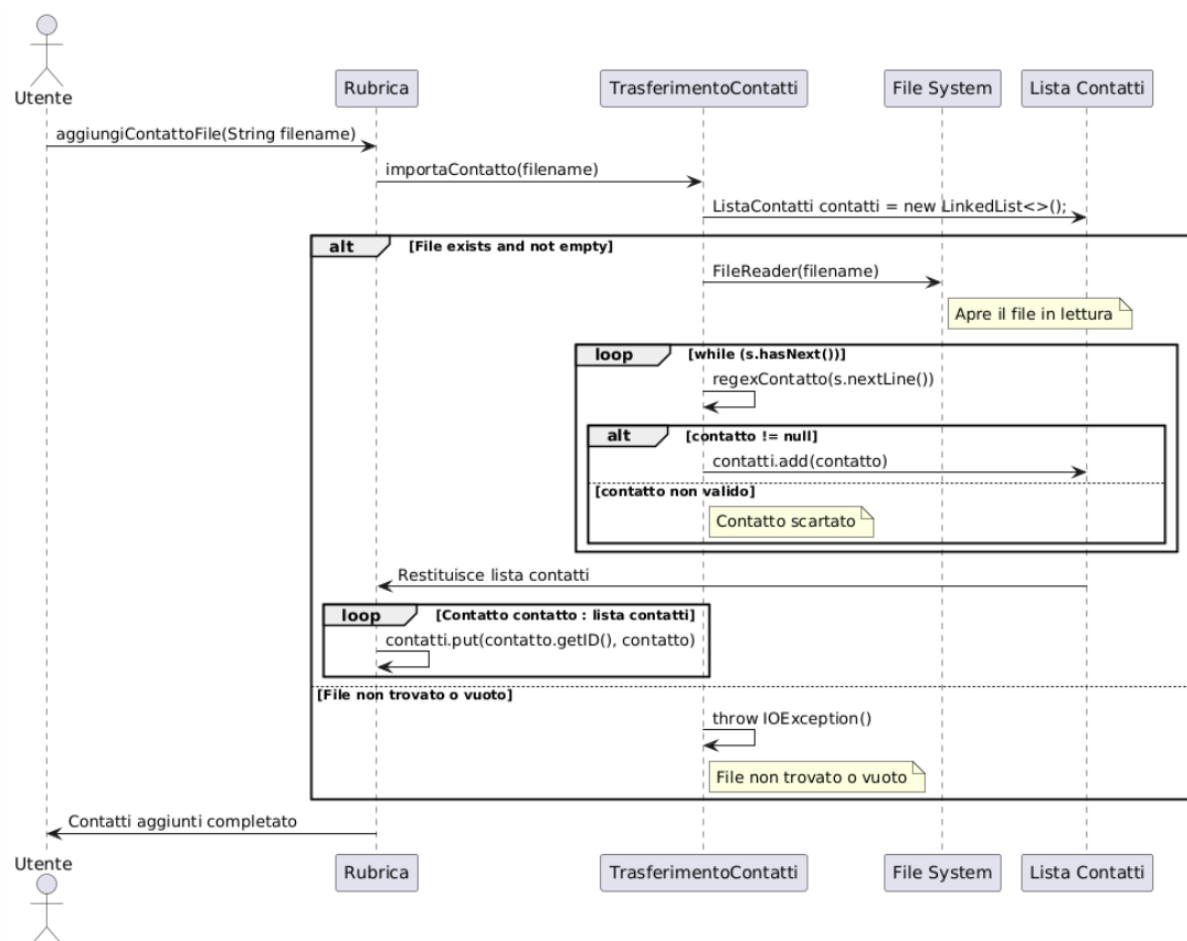 Utente
Rubrica
TrasferimentoContatti
File System
Lista Contatti
aggiungiContattoFile(String filename)
importaContatto(filename)
ListaContatti contatti = new LinkedList<>();
alt
[File exists and not empty]
FileReader(filename)
Apre il file in lettura
loop
[while (s.hasNext())]
regexContatto(s.nextLine())
alt
[contatto != null]
contatti.add(contatto)
[contatto non valido]
Contatto scartato
Restituisce lista contatti
loop
[Contatto contatto : lista contatti]
contatti.put(contatto.getID(), contatto)
[File non trovato o vuoto]
throw IOException()
File non trovato o vuoto
Contatti aggiunti completato
Utente
Rubrica
TrasferimentoContatti
File System
Lista Contatti